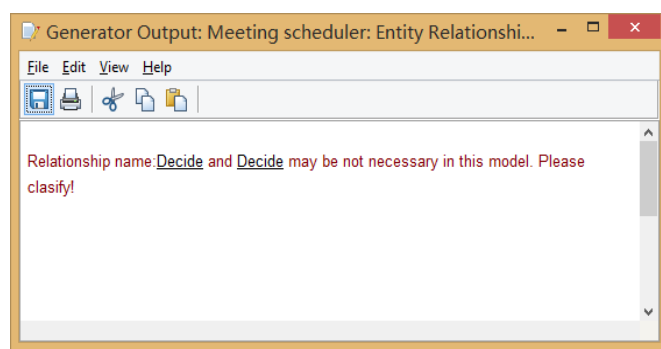 Generator Output: Meeting scheduler: Entity Relationshi...
File Edit View Help
Relationship name:Decide and Decide may be not necessary in this model. Please
clasify!